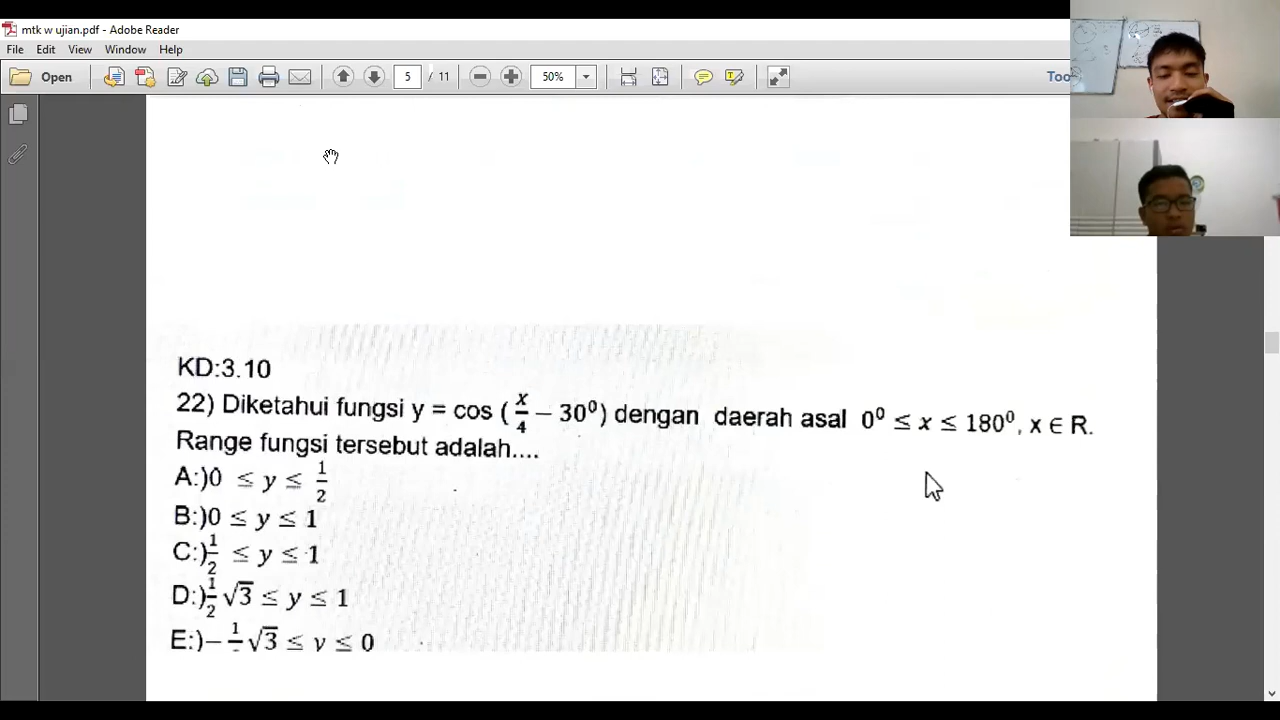 mtk w ujian.pdf - Adobe Reader
File Edit View Window Help
Open 5 / 11 50% Too
KD:3.10
22) Diketahui fungsi y = cos (x/4 − 30⁰) dengan daerah asal 0⁰ ≤ x ≤ 180⁰, x ∈ R.
Range fungsi tersebut adalah....
A:)0 ≤ y ≤ 1/2
B:)0 ≤ y ≤ 1
C:)1/2 ≤ y ≤ 1
D:)1/2 √3 ≤ y ≤ 1
E:)− 1/ √3 ≤ y ≤ 0